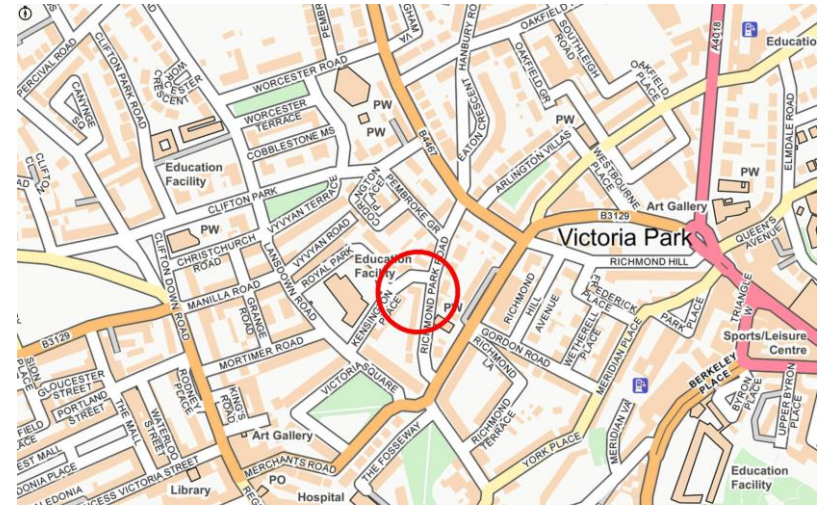 PERCIVAL ROAD
CLIFTON PARK ROAD
WORCESTER
CRESCENT
CANYNGE
SQ
WORCESTER ROAD
WORCESTER
TERRACE
COBBLESTONE MS
PW
PW
B4467
HANBURY ROAD
OAKFIELD GR
SOUTHLEIGH
ROAD
OAKFIELD
PLACE
A4018
Educatio
EATON CRESCENT
PW
ARLINGTON VILLAS
WESTBOURNE
PLACE
ELMDALE ROAD
PW
Art Gallery
Education
Facility
CLIFTON PARK
VYVYAN TERRACE
PEMBROKE GR
B3129
Victoria Park
QUEEN'S
AVENUE
RICHMOND HILL
PW
CHRISTCHURCH
ROAD
VYVYAN ROAD
ROYAL PARK
LANSDOWN ROAD
Education
Facility
RICHMOND PARK ROAD
PW
KENSINGTON
PLACE
MANILLA ROAD
GRANGE
ROAD
CLIFTON DOWN ROAD
B3129
MORTIMER ROAD
VICTORIA
SQUARE
RICHMOND
HILL
AVENUE
FREDERICK
PLACE
WETHERELL
PLACE
PARK
PLACE
TRIANGLE
W
GORDON ROAD
RICHMOND
LA
RICHMOND
TERRACE
MERIDIAN PLACE
MERIDIAN VA
YORK PLACE
Sports/Leisure
Centre
BERKELEY
PLACE
BYRON
PLACE
UPPER BYRON
PLACE
GLOUCESTER
STREET
PORTLAND
STREET
THE MALL
WATERLOO
STREET
RODNEY
PLACE
KING'S
ROAD
Art Gallery
MERCHANTS ROAD
THE FOSSEWAY
PO
Library
Hospital
Education
Facility